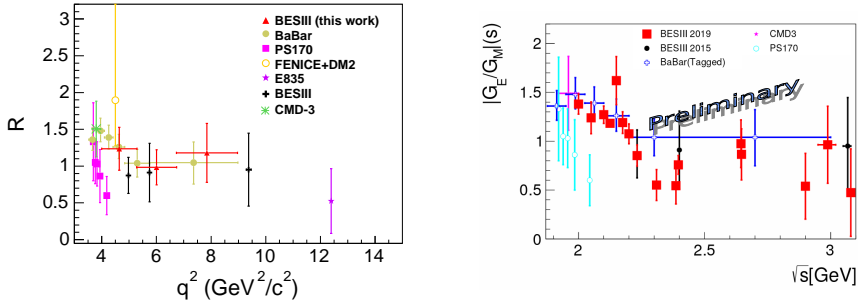 BESIII (this work)
BaBar
PS170
FENICE+DM2
E835
BESIII
CMD-3
R
3
2.5
2
1.5
1
0.5
0
4 6 8 10 12 14
q² (GeV²/c²)
BESIII 2019
BESIII 2015
BaBar(Tagged)
CMD3
PS170
Preliminary
|G_E/G_M|(s)
2
1.5
1
0.5
0
2 2.5 3
√s[GeV]